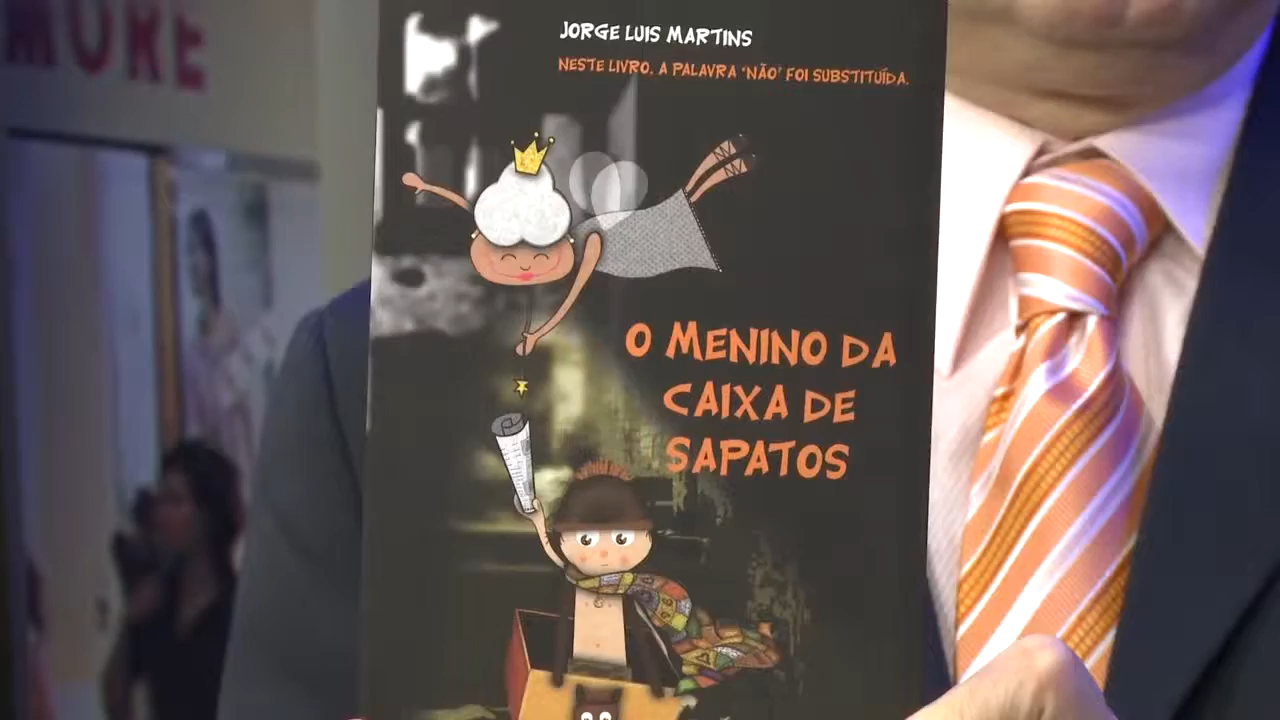 MORE
JORGE LUIS MARTINS
NESTE LIVRO, A PALAVRA "NÃO" FOI SUBSTITUÍDA.
O MENINO DA
CAIXA DE
SAPATOS